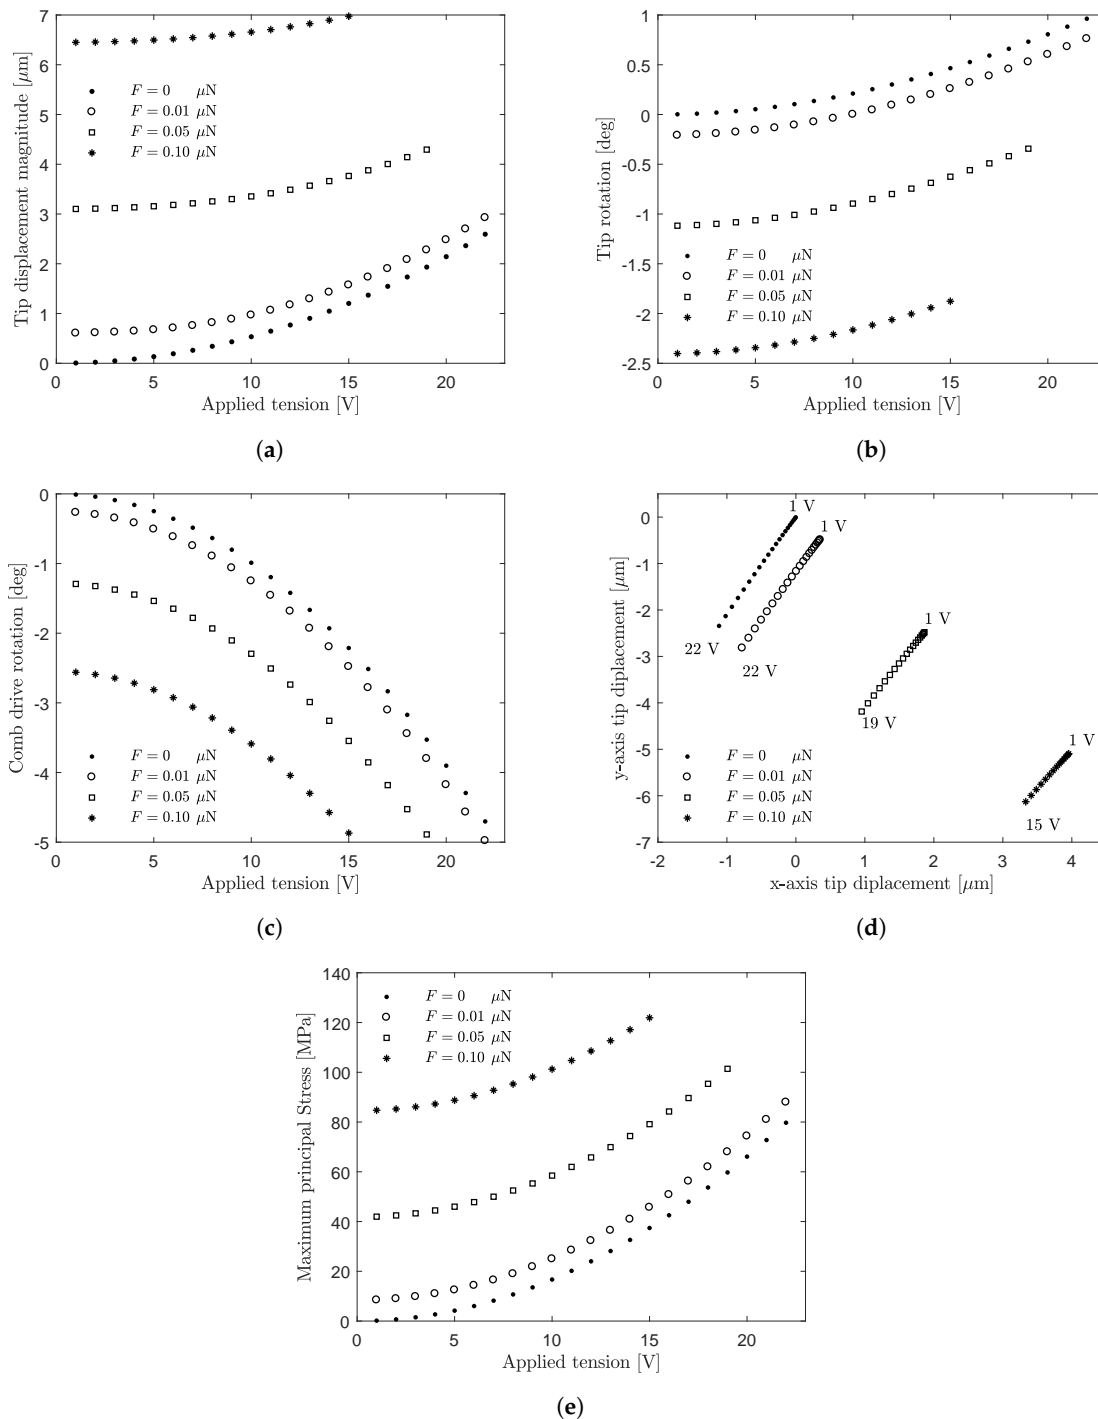 7
6
5
4
3
2
1
0
Tip displacement magnitude [μm]
F = 0 μN
F = 0.01 μN
F = 0.05 μN
F = 0.10 μN
0 5 10 15 20
Applied tension [V]
(a)
1
0.5
0
-0.5
-1
-1.5
-2
-2.5
Tip rotation [deg]
F = 0 μN
F = 0.01 μN
F = 0.05 μN
F = 0.10 μN
0 5 10 15 20
Applied tension [V]
(b)
0
-1
-2
-3
-4
-5
Comb drive rotation [deg]
F = 0 μN
F = 0.01 μN
F = 0.05 μN
F = 0.10 μN
0 5 10 15 20
Applied tension [V]
(c)
0
-1
-2
-3
-4
-5
-6
-7
y-axis tip diplacement [μm]
1 V
1 V
22 V
22 V
1 V
19 V
1 V
15 V
F = 0 μN
F = 0.01 μN
F = 0.05 μN
F = 0.10 μN
-2 -1 0 1 2 3 4
x-axis tip diplacement [μm]
(d)
140
120
100
80
60
40
20
0
Maximum principal Stress [MPa]
F = 0 μN
F = 0.01 μN
F = 0.05 μN
F = 0.10 μN
0 5 10 15 20
Applied tension [V]
(e)